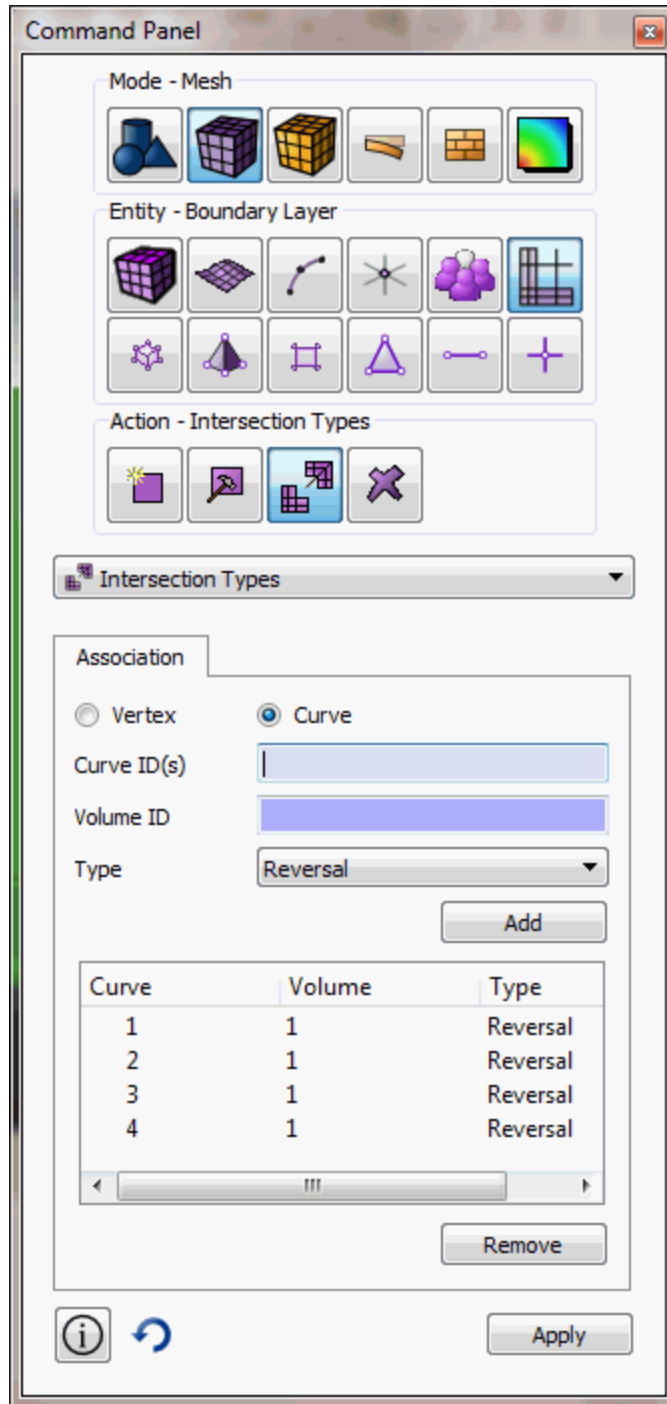 Command Panel
Mode - Mesh
Entity - Boundary Layer
Action - Intersection Types
Intersection Types
Association
Vertex Curve
Curve ID(s)
Volume ID
Type Reversal
Add
Curve Volume Type
1 1 Reversal
2 1 Reversal
3 1 Reversal
4 1 Reversal
Remove
Apply